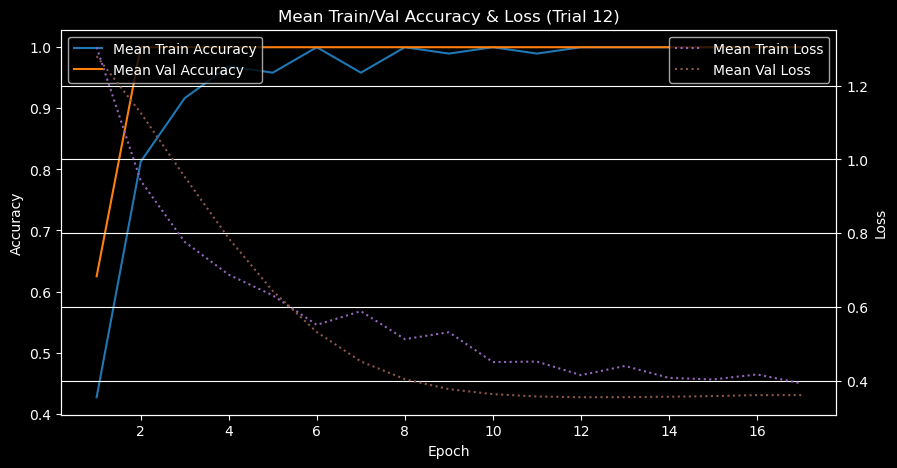 Mean Train/Val Accuracy & Loss (Trial 12)
Mean Train Accuracy
Mean Val Accuracy
Mean Train Loss
Mean Val Loss
Accuracy
1.0
0.9
0.8
0.7
0.6
0.5
0.4
1.2
1.0
0.8
0.6
0.4
Loss
2 4 6 8 10 12 14 16
Epoch